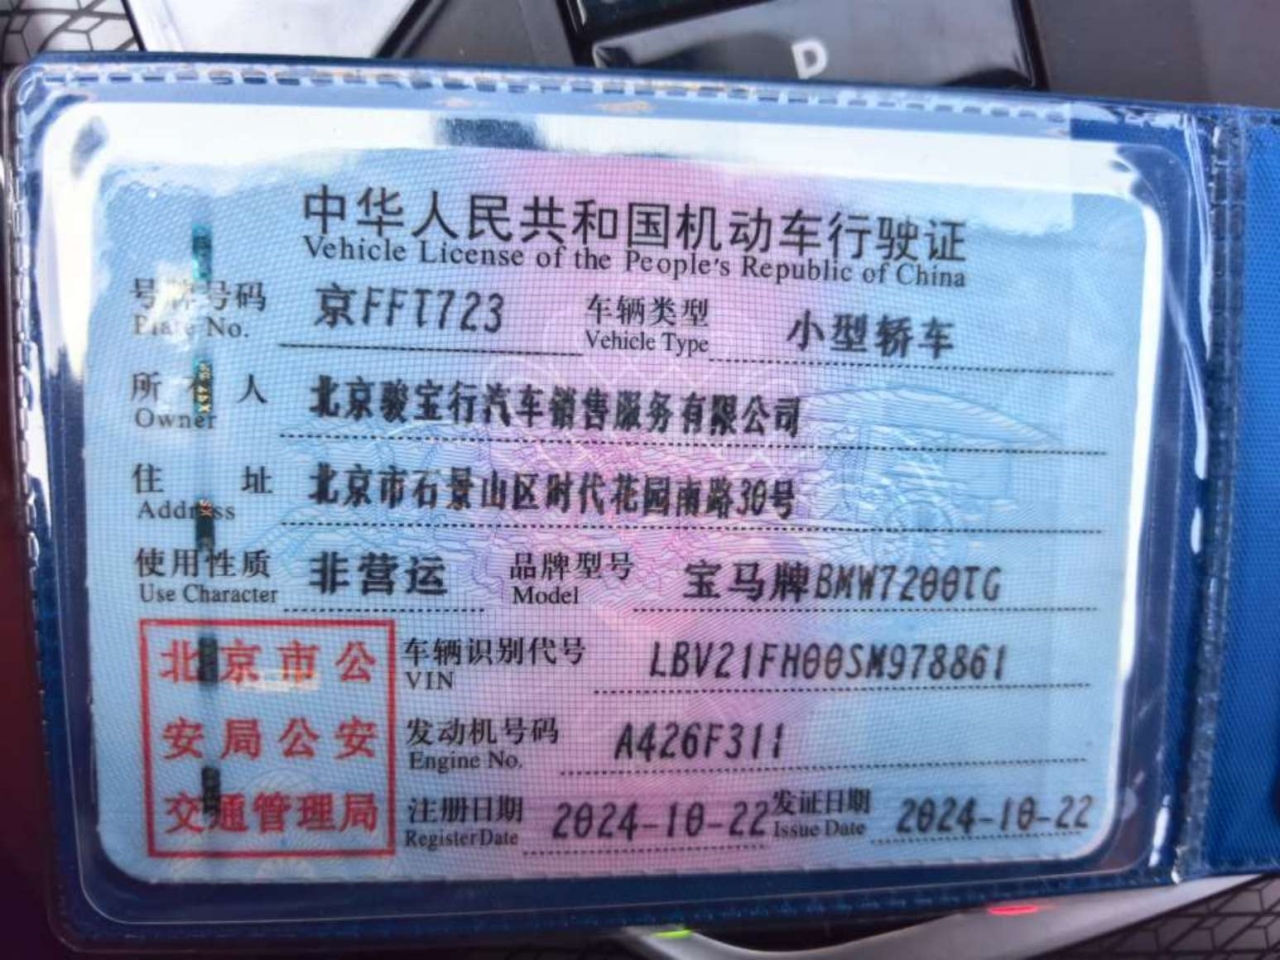 D
中华人民共和国机动车行驶证
Vehicle License of the People's Republic of China
号牌号码 京FFT723 车辆类型 小型轿车
Plate No. Vehicle Type
所有人 北京骏宝行汽车销售服务有限公司
Owner
住址 北京市石景山区时代花园南路30号
Address
使用性质 非营运 品牌型号 宝马牌BMW7200TG
Use Character Model
北京市公 车辆识别代号 LBV21FH00SM978861
VIN
安局公安 发动机号码 A426F311
Engine No.
交通管理局 注册日期 2024-10-22 发证日期 2024-10-22
Register Date Issue Date